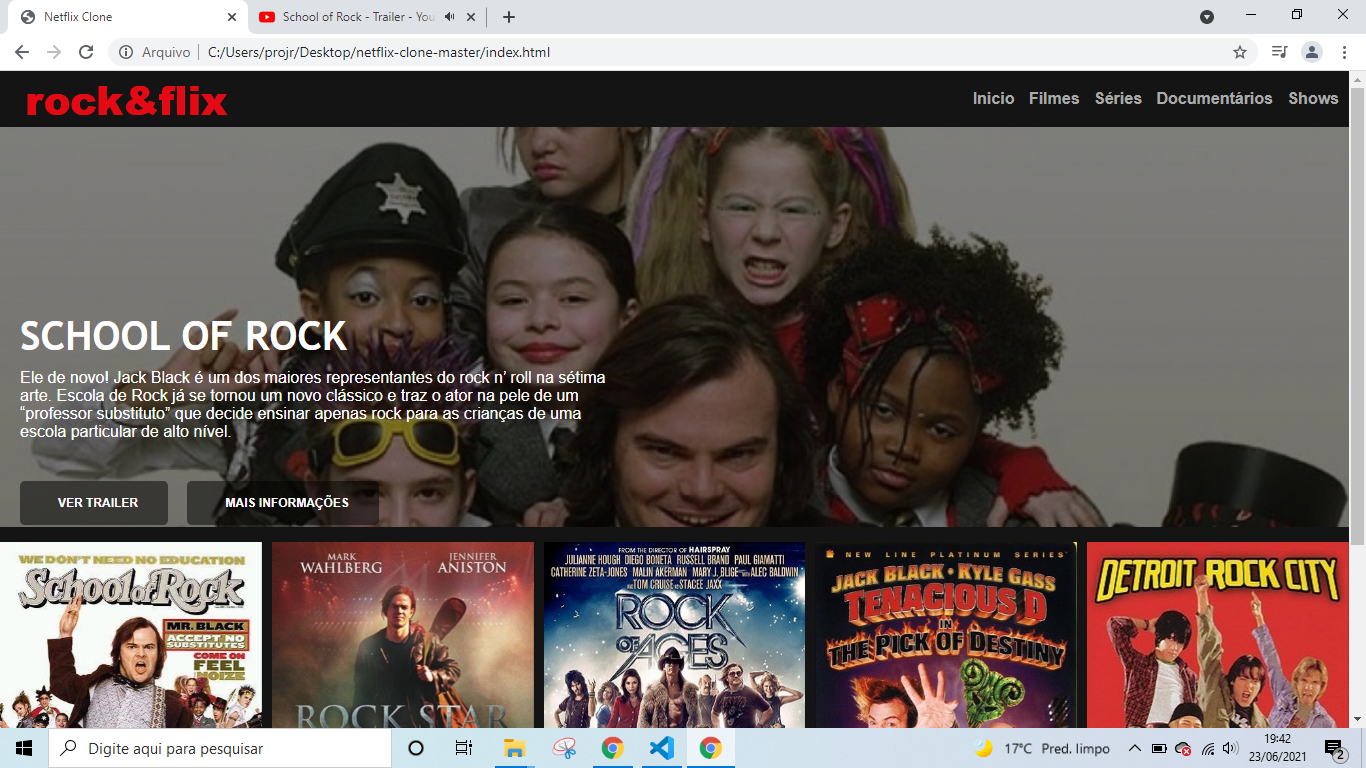 Netflix Clone
School of Rock - Trailer - You
Arquivo
C:/Users/projr/Desktop/netflix-clone-master/index.html
rock&flix
Inicio Filmes Séries Documentários Shows
SCHOOL OF ROCK
Ele de novo! Jack Black é um dos maiores representantes do rock n’ roll na sétima
arte. Escola de Rock já se tornou um novo clássico e traz o ator na pele de um
“professor substituto” que decide ensinar apenas rock para as crianças de uma
escola particular de alto nível.
VER TRAILER
MAIS INFORMAÇÕES
WE DON'T NEED NO EDUCATION
School of Rock
MR. BLACK
ACCEPT NO
SUBSTITUTES
COME ON
FEEL
THE
NOIZE
MARK
WAHLBERG
JENNIFER
ANISTON
ROCK STAR
FROM THE DIRECTOR OF HAIRSPRAY
JULIANNE HOUGH DIEGO BONETA RUSSELL BRAND PAUL GIAMATTI
CATHERINE ZETA-JONES MALIN AKERMAN MARY J. BLIGE WITH ALEC BALDWIN
AND TOM CRUISE AS STACEE JAXX
ROCK
OF AGES
NEW LINE PLATINUM SERIES
JACK BLACK • KYLE GASS
TENACIOUS D
IN
THE PICK OF DESTINY
DETROIT ROCK CITY
Digite aqui para pesquisar
17°C Pred. limpo
19:42
23/06/2021
2